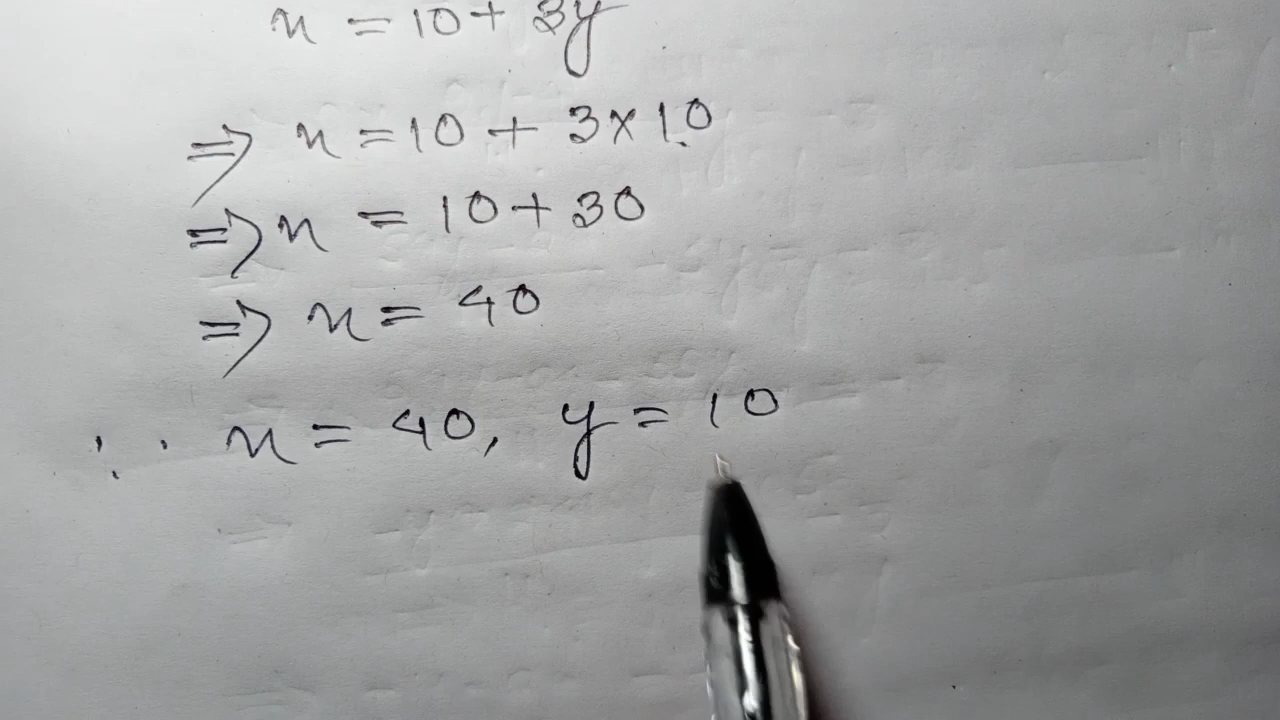 x = 10 + 3y
⇒ x = 10 + 3 × 10
⇒ x = 10 + 30
⇒ x = 40
∴ x = 40, y = 10